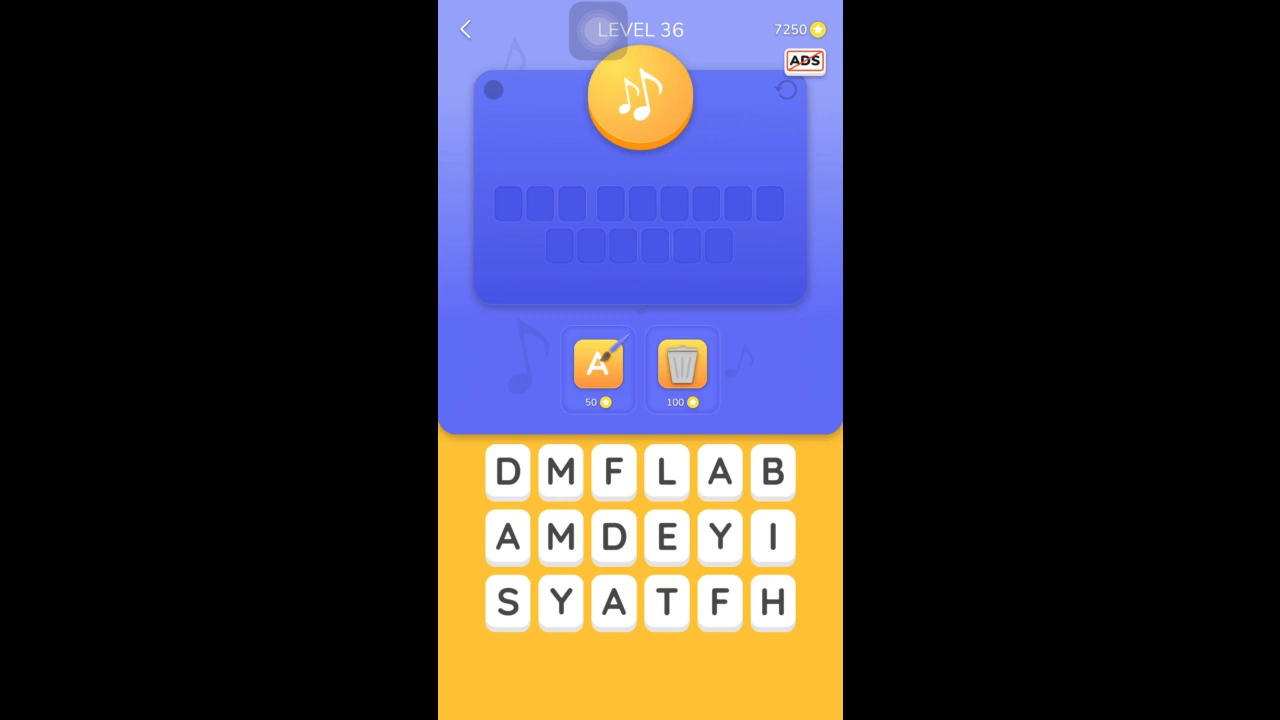 LEVEL 36
7250
ADS
A
50
100
D M F L A B
A M D E Y I
S Y A T F H